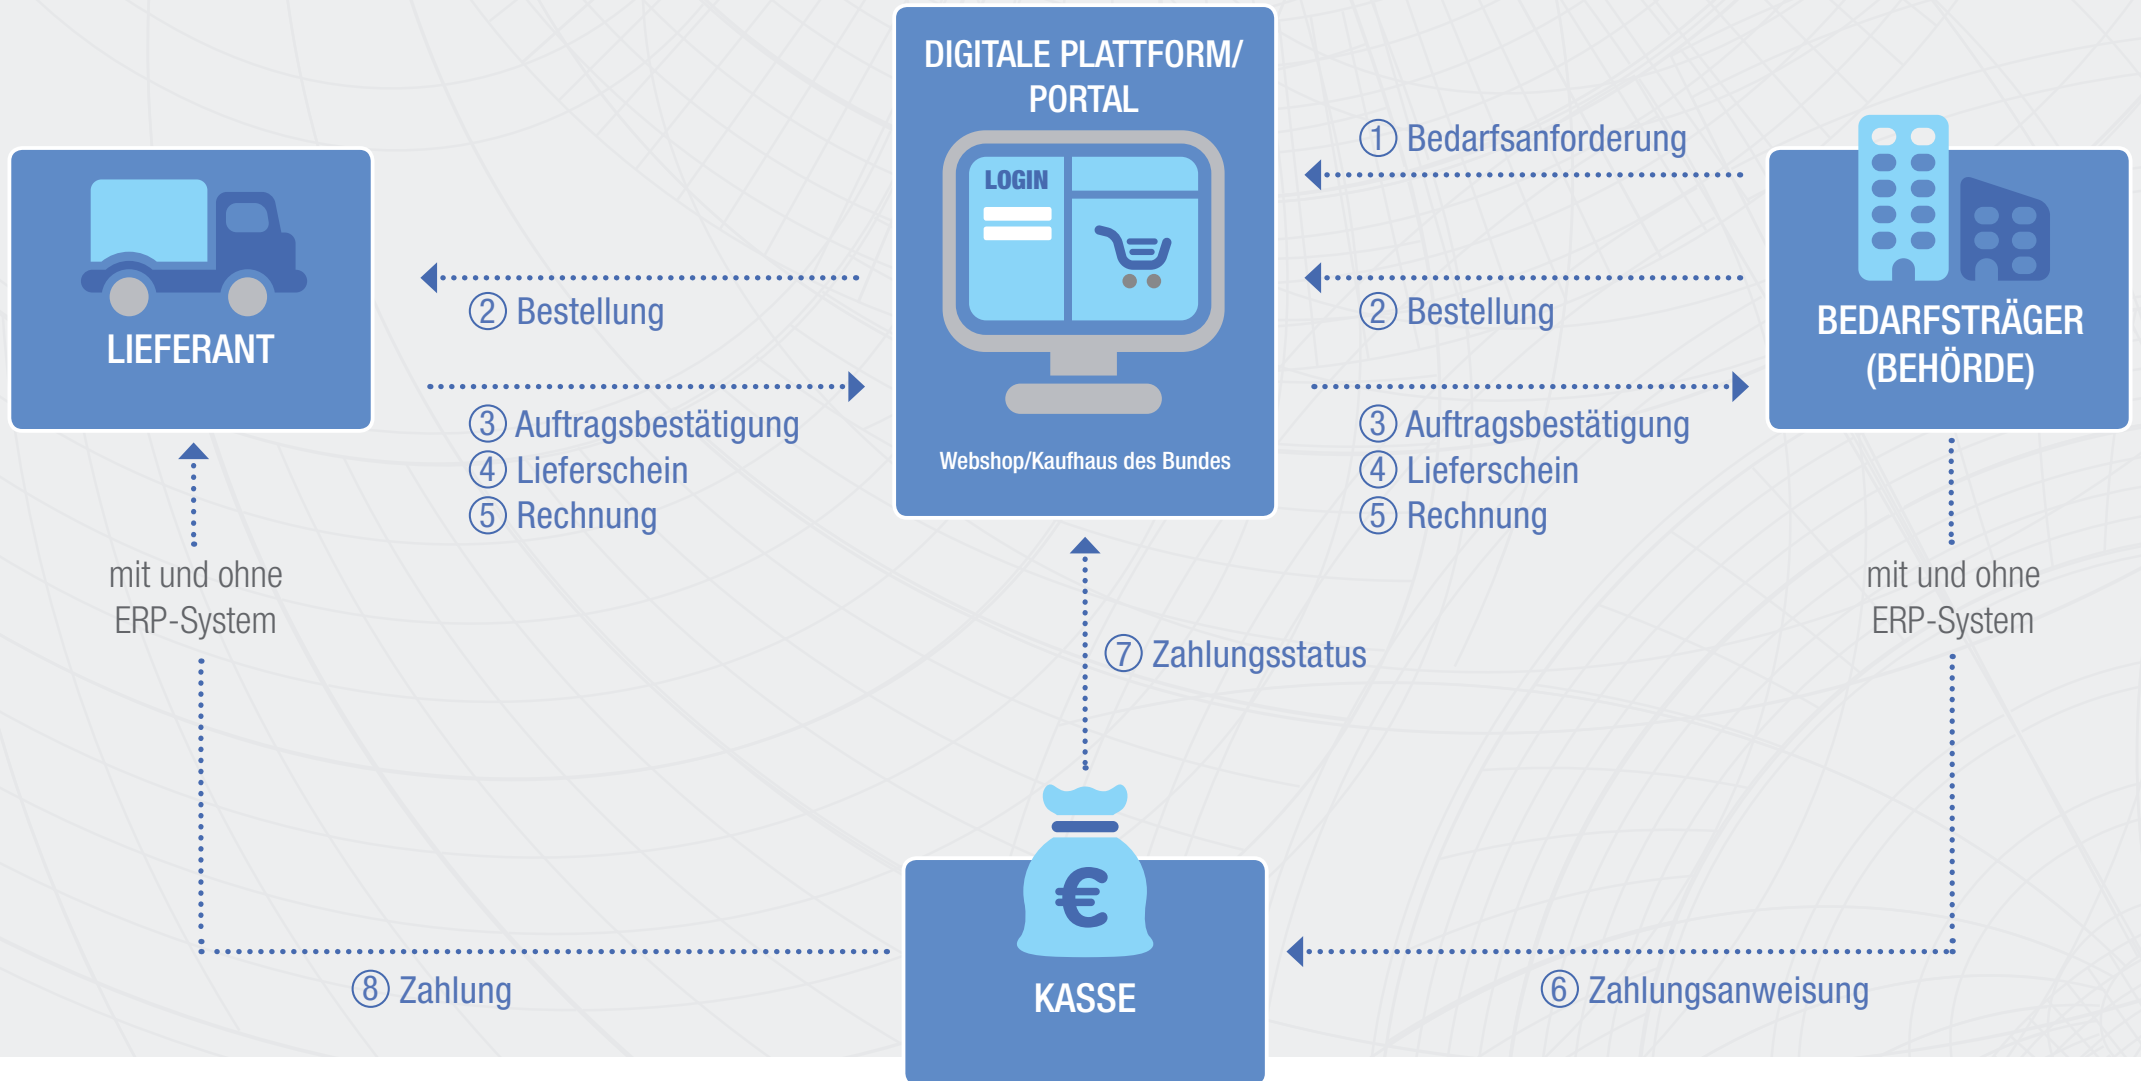 DIGITALE PLATTFORM/
PORTAL
LOGIN
Webshop/Kaufhaus des Bundes
LIEFERANT
② Bestellung
③ Auftragsbestätigung
④ Lieferschein
⑤ Rechnung
① Bedarfsanforderung
② Bestellung
③ Auftragsbestätigung
④ Lieferschein
⑤ Rechnung
BEDARFSTRÄGER
(BEHÖRDE)
mit und ohne
ERP-System
⑦ Zahlungsstatus
mit und ohne
ERP-System
⑧ Zahlung
€
KASSE
⑥ Zahlungsanweisung